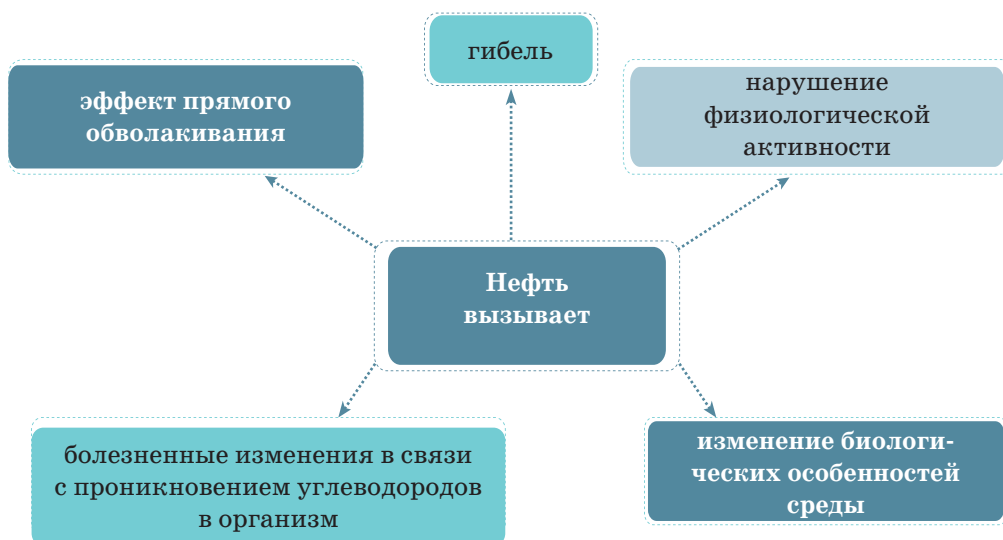 гибель
эффект прямого
обволакивания
нарушение
физиологической
активности
Нефть
вызывает
болезненные изменения в связи
с проникновением углеводородов
в организм
изменение биологи-
ческих особенностей
среды